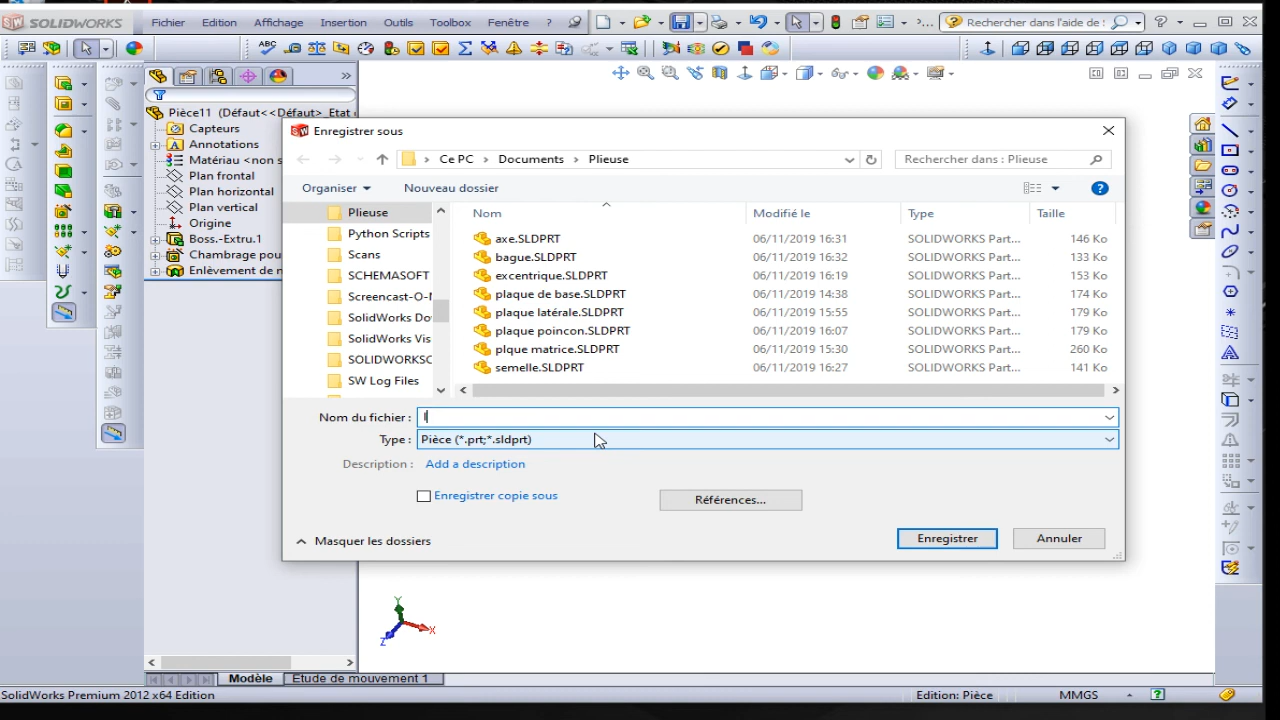 SOLIDWORKS Fichier Edition Affichage Insertion Outils Toolbox Fenêtre ? Rechercher dans l'aide de :
Pièce11 (Défaut<<Défaut>_Etat
Capteurs
Annotations
Matériau <non s
Plan frontal
Plan horizontal
Plan vertical
Origine
Boss.-Extru.1
Chambrage pou
Enlèvement de m
Enregistrer sous
Ce PC > Documents > Plieuse
Rechercher dans : Plieuse
Organiser
Nouveau dossier
Plieuse
Python Scripts
Scans
SCHEMASOFT
Screencast-O-M
SolidWorks Do
SolidWorks Vis
SOLIDWORKSC
SW Log Files
Nom Modifié le Type Taille
axe.SLDPRT 06/11/2019 16:31 SOLIDWORKS Part... 146 Ko
bague.SLDPRT 06/11/2019 16:32 SOLIDWORKS Part... 133 Ko
excentrique.SLDPRT 06/11/2019 16:19 SOLIDWORKS Part... 153 Ko
plaque de base.SLDPRT 06/11/2019 14:38 SOLIDWORKS Part... 174 Ko
plaque latérale.SLDPRT 06/11/2019 15:55 SOLIDWORKS Part... 179 Ko
plaque poincon.SLDPRT 06/11/2019 16:07 SOLIDWORKS Part... 179 Ko
plque matrice.SLDPRT 06/11/2019 15:30 SOLIDWORKS Part... 260 Ko
semelle.SLDPRT 06/11/2019 16:27 SOLIDWORKS Part... 141 Ko
Nom du fichier : l
Type : Pièce (*.prt;*.sldprt)
Description : Add a description
Enregistrer copie sous
Références...
Masquer les dossiers
Enregistrer
Annuler
Y
X
Z
Modèle
Etude de mouvement 1
SolidWorks Premium 2012 x64 Edition
Edition: Pièce
MMGS